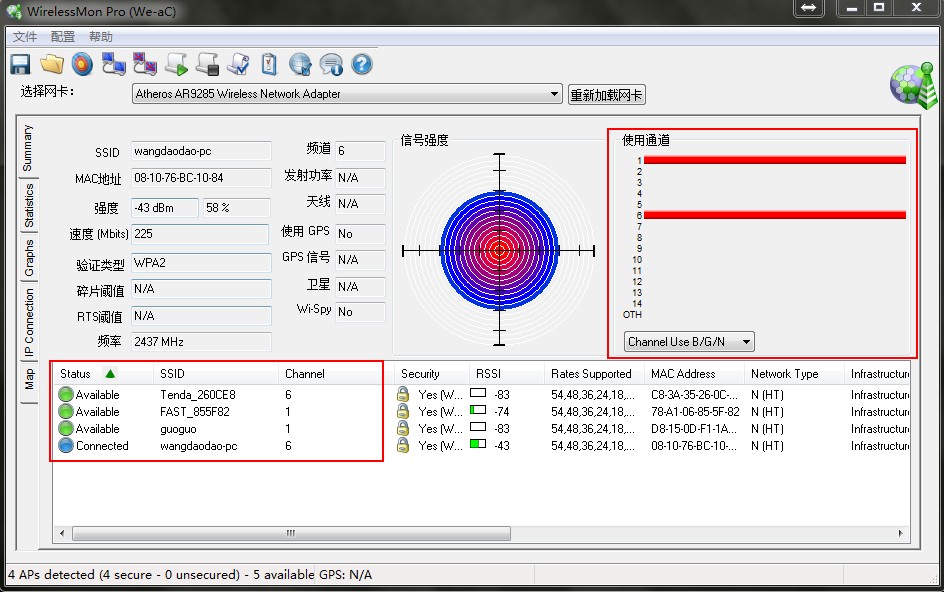 WirelessMon Pro (We-aC)
文件 配置 帮助
选择网卡： Atheros AR9285 Wireless Network Adapter 重新加载网卡
Summary
Statistics
Graphs
IP Connection
Map
SSID wangdaodao-pc
MAC地址 08-10-76-BC-10-84
强度 -43 dBm 58 %
速度 (Mbits) 225
验证类型 WPA2
碎片阈值 N/A
RTS阈值 N/A
频率 2437 MHz
频道 6
发射功率 N/A
天线 N/A
使用 GPS No
GPS 信号 N/A
卫星 N/A
Wi-Spy No
信号强度
使用通道
1
2
3
4
5
6
7
8
9
10
11
12
13
14
OTH
Channel Use B/G/N
Status SSID Channel Security RSSI Rates Supported MAC Address Network Type Infrastructure
Available Tenda_260CE8 6 Yes (W... -83 54,48,36,24,18,... C8-3A-35-26-0C-... N (HT) Infrastructure
Available FAST_855F82 1 Yes (W... -74 54,48,36,24,18,... 78-A1-06-85-5F-82 N (HT) Infrastructure
Available guoguo 1 Yes (W... -83 54,48,36,24,18,... D8-15-0D-F1-1A... N (HT) Infrastructure
Connected wangdaodao-pc 6 Yes (W... -43 54,48,36,24,18,... 08-10-76-BC-10-... N (HT) Infrastructure
4 APs detected (4 secure - 0 unsecured) - 5 available GPS: N/A